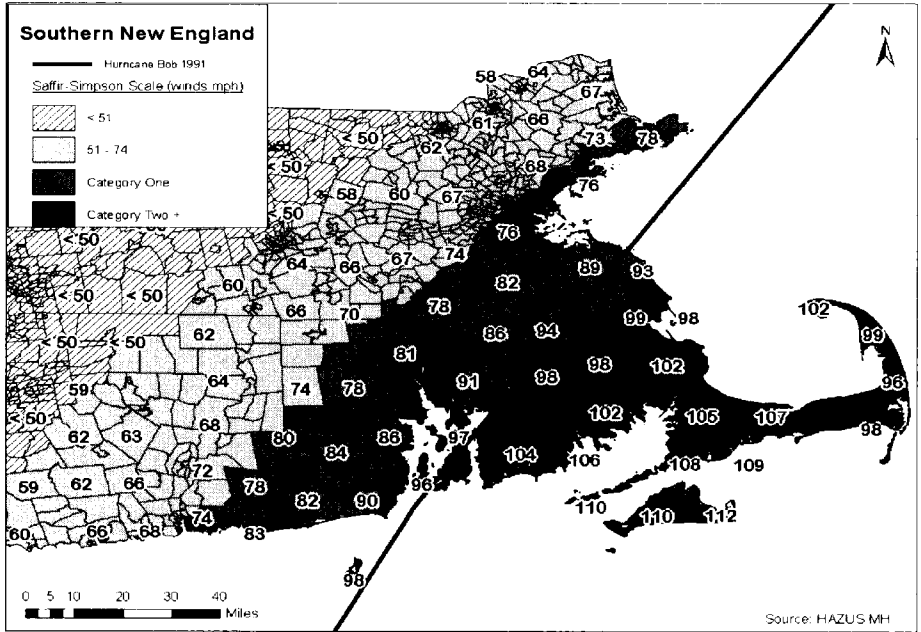 Southern New England
Hurricane Bob 1991
Saffir-Simpson Scale (winds mph)
< 51
51 - 74
Category One
Category Two +
58 64
67
61 66
< 50 62 73 78
< 50 68
76
58 60 67
< 50
76
< 50 74
64 66 67 82 89 93
60
< 50 < 50 78
66 70 99 98 102
62 86 94 99
< 50 < 50 81
98 102
64 91 98 96
59 74 78
< 50 68 102 105 107 98
62 63 80 86 97
84 104 106 108 109
72
59 62 66 78 96
82 90 110
74 110 112
60 66 68 83
98
0 5 10 20 30 40
Miles
N
Source: HAZUS MH